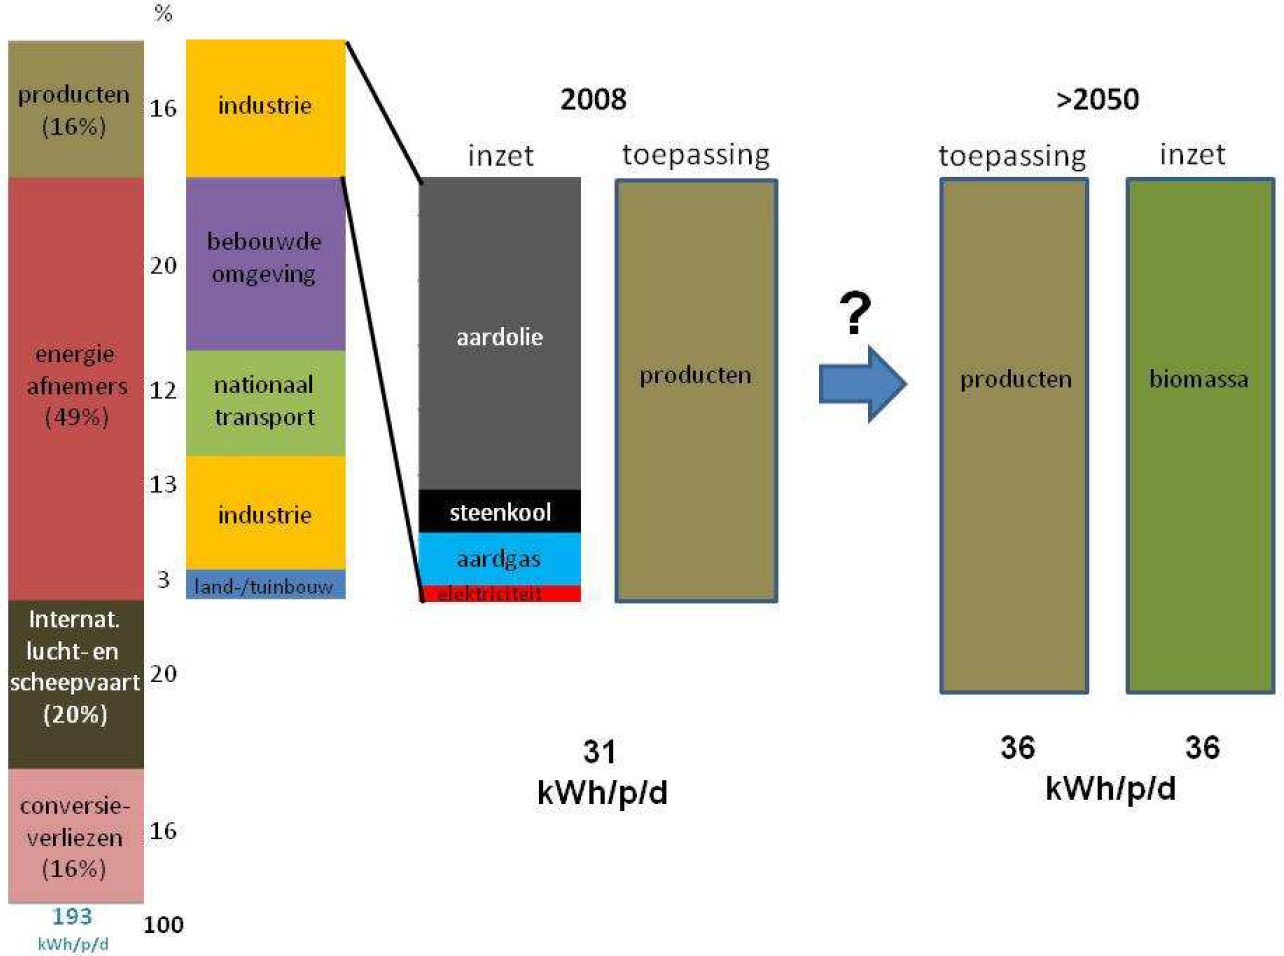 %
producten
(16%)
energie
afnemers
(49%)
Internat.
lucht- en
scheepvaart
(20%)
conversie-
verliezen
(16%)
193
kWh/p/d
16
20
12
13
3
20
16
100
industrie
bebouwde
omgeving
nationaal
transport
industrie
land-/tuinbouw
2008
inzet
toepassing
aardolie
steenkool
aardgas
elektriciteit
producten
31
kWh/p/d
?
>2050
toepassing
inzet
producten
biomassa
36
36
kWh/p/d